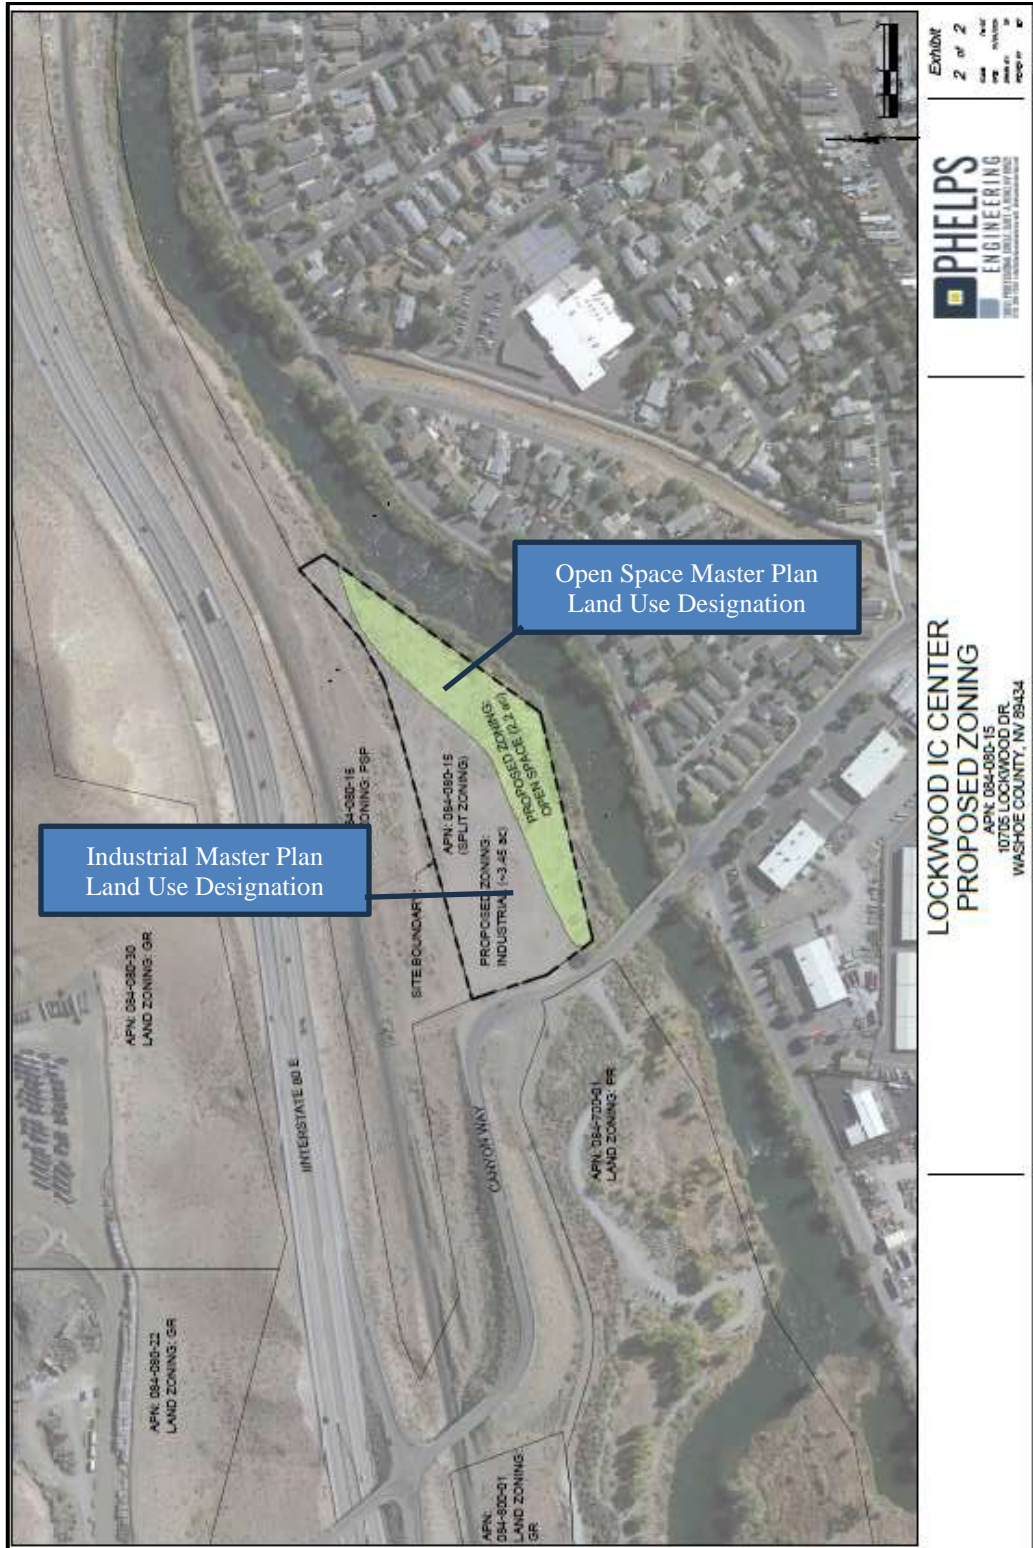 Open Space Master Plan
Land Use Designation
Industrial Master Plan
Land Use Designation
APN: 084-080-22
LAND ZONING: GR
APN: 084-080-30
LAND ZONING: GR
IINTERSTATE 80 E
84-080-16
ZONING: PSP
SITE BOUNDARY
APN: 084-080-15
(SPLIT ZONING)
PROPOSED ZONING:
INDUSTRIAL (~3.45 ac)
PROPOSED ZONING:
OPEN SPACE (2.2 ac)
CANYON WAY
APN: 084-700-01
LAND ZONING: PR
APN:
084-800-01
LAND ZONING:
GR
LOCKWOOD IC CENTER
PROPOSED ZONING
APN: 084-080-15
10705 LOCKWOOD DR.
WASHOE COUNTY, NV 89434
PHELPS
ENGINEERING
Exhibit
2 of 2